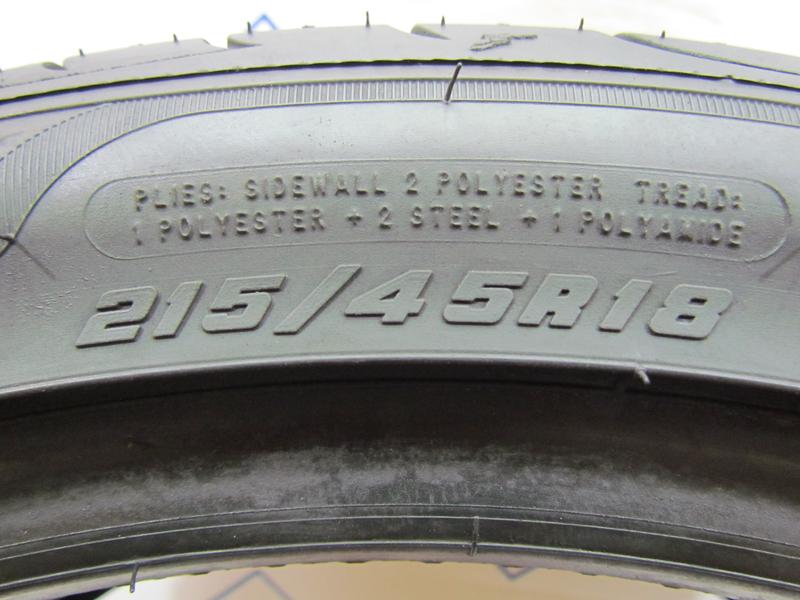 PLIES: SIDEWALL 2 POLYESTER TREAD:
1 POLYESTER + 2 STEEL + 1 POLYAMIDE
215/45R18